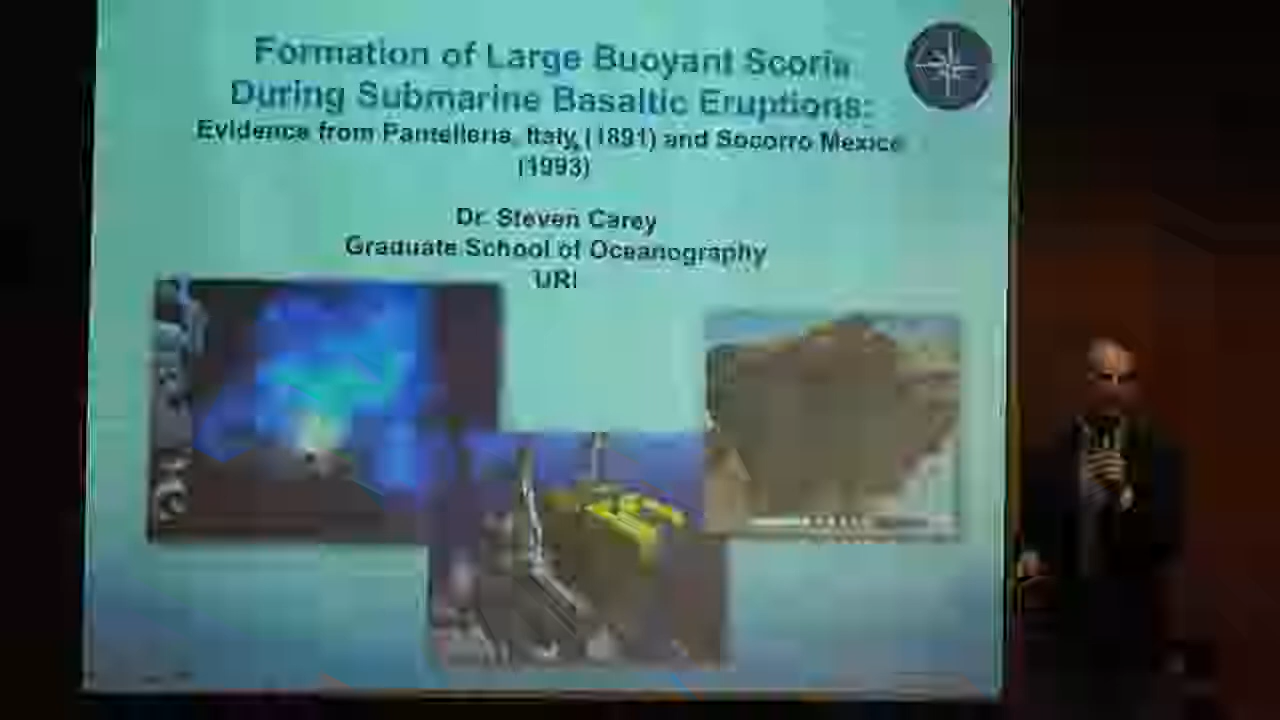 Formation of Large Buoyant Scoria
During Submarine Basaltic Eruptions:
Evidence from Pantelleria, Italy, (1891) and Socorro Mexico
(1993)
Dr. Steven Carey
Graduate School of Oceanography
URI